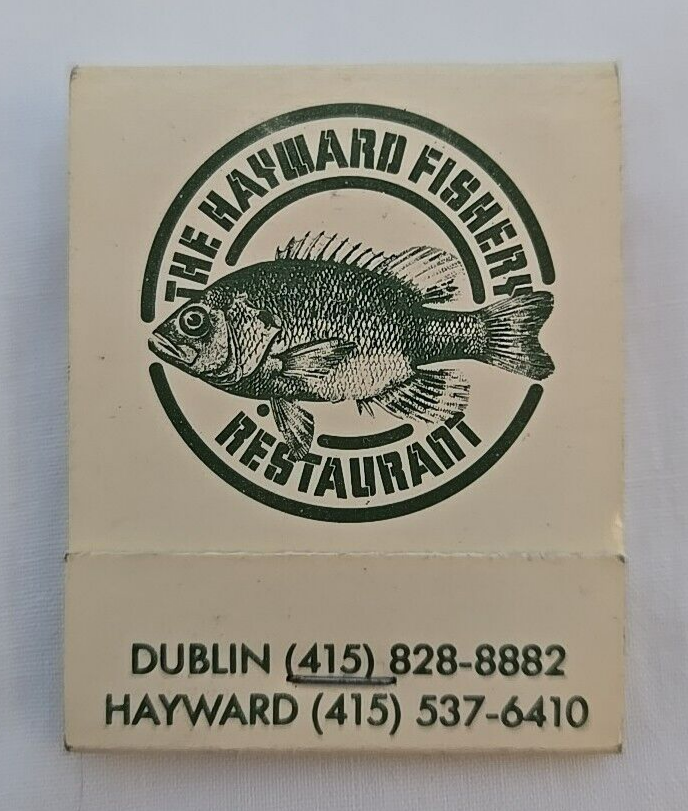 THE HAYWARD FISHERY
RESTAURANT
DUBLIN (415) 828-8882
HAYWARD (415) 537-6410